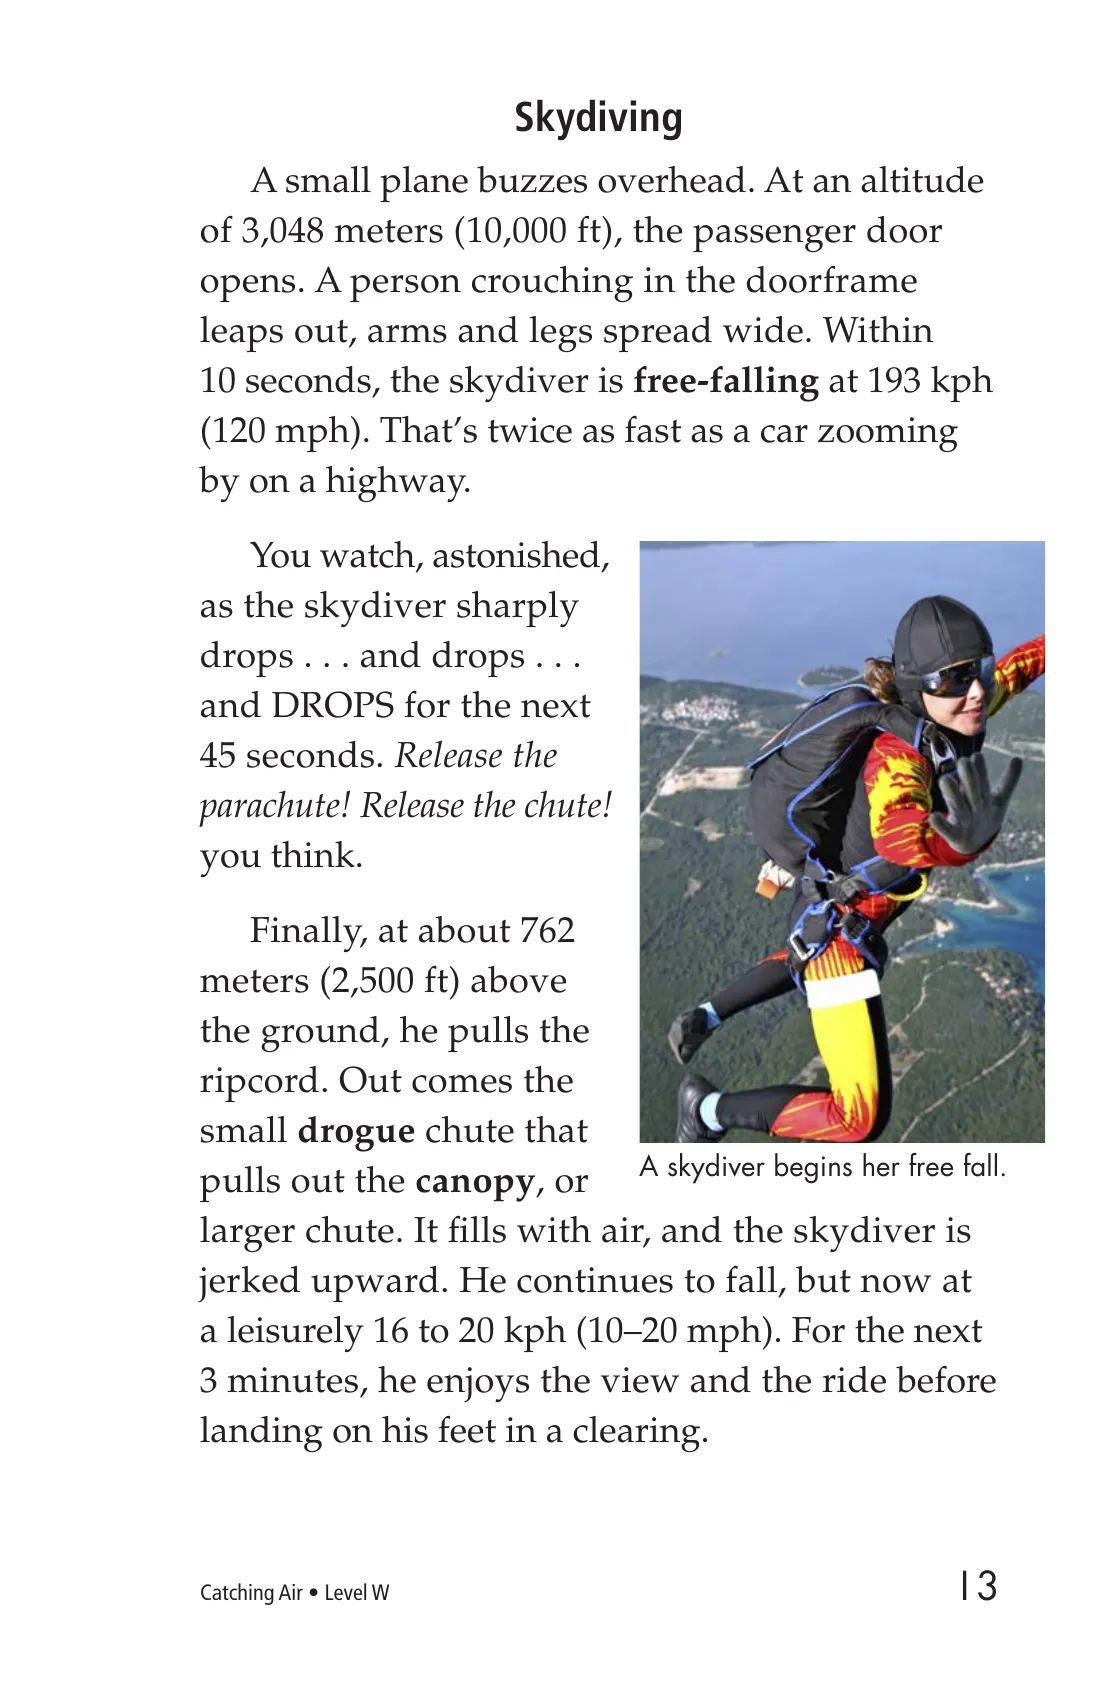 Skydiving
A small plane buzzes overhead. At an altitude
of 3,048 meters (10,000 ft), the passenger door
opens. A person crouching in the doorframe
leaps out, arms and legs spread wide. Within
10 seconds, the skydiver is free-falling at 193 kph
(120 mph). That’s twice as fast as a car zooming
by on a highway.
You watch, astonished,
as the skydiver sharply
drops . . . and drops . . .
and DROPS for the next
45 seconds. Release the
parachute! Release the chute!
you think.
Finally, at about 762
meters (2,500 ft) above
the ground, he pulls the
ripcord. Out comes the
small drogue chute that
pulls out the canopy, or
larger chute. It fills with air, and the skydiver is
jerked upward. He continues to fall, but now at
a leisurely 16 to 20 kph (10–20 mph). For the next
3 minutes, he enjoys the view and the ride before
landing on his feet in a clearing.
A skydiver begins her free fall.
Catching Air • Level W
13